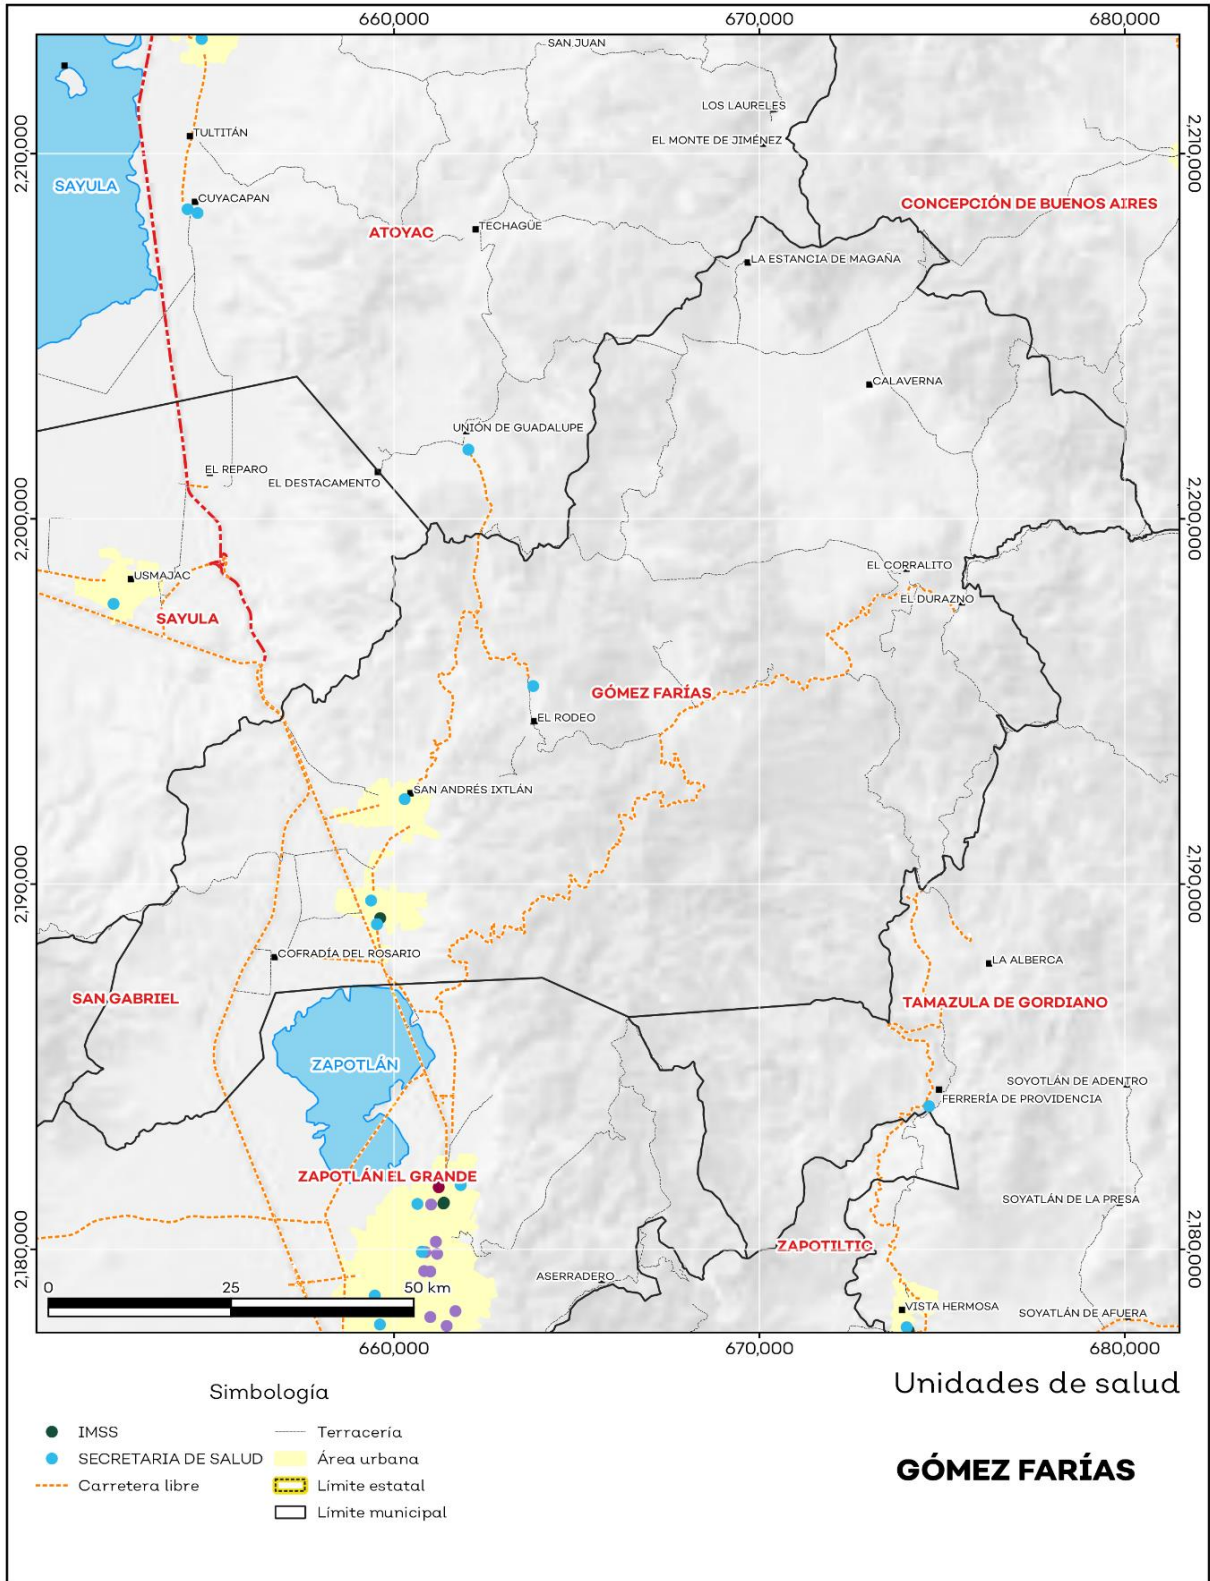 660,000
670,000
680,000
SAN JUAN
LOS LAURELES
TULTITÁN
EL MONTE DE JIMÉNEZ
2,210,000
2,210,000
SAYULA
CUYACAPAN
CONCEPCIÓN DE BUENOS AIRES
ATOYAC
TECHAGÜE
LA ESTANCIA DE MAGAÑA
CALAVERNA
UNIÓN DE GUADALUPE
EL REPARO
EL DESTACAMENTO
2,200,000
2,200,000
EL CORRALITO
USMAJAC
EL DURAZNO
SAYULA
GÓMEZ FARÍAS
EL RODEO
SAN ANDRÉS IXTLÁN
2,190,000
2,190,000
COFRADÍA DEL ROSARIO
LA ALBERCA
SAN GABRIEL
TAMAZULA DE GORDIANO
ZAPOTLÁN
SOYOTLÁN DE ADENTRO
FERRERÍA DE PROVIDENCIA
ZAPOTLÁN EL GRANDE
SOYATLÁN DE LA PRESA
2,180,000
ZAPOTILTIC
2,180,000
ASERRADERO
0
25
50 km
VISTA HERMOSA
SOYATLÁN DE AFUERA
660,000
670,000
680,000
Unidades de salud
GÓMEZ FARÍAS
Simbología
IMSS
SECRETARIA DE SALUD
Carretera libre
Terracería
Área urbana
Límite estatal
Límite municipal